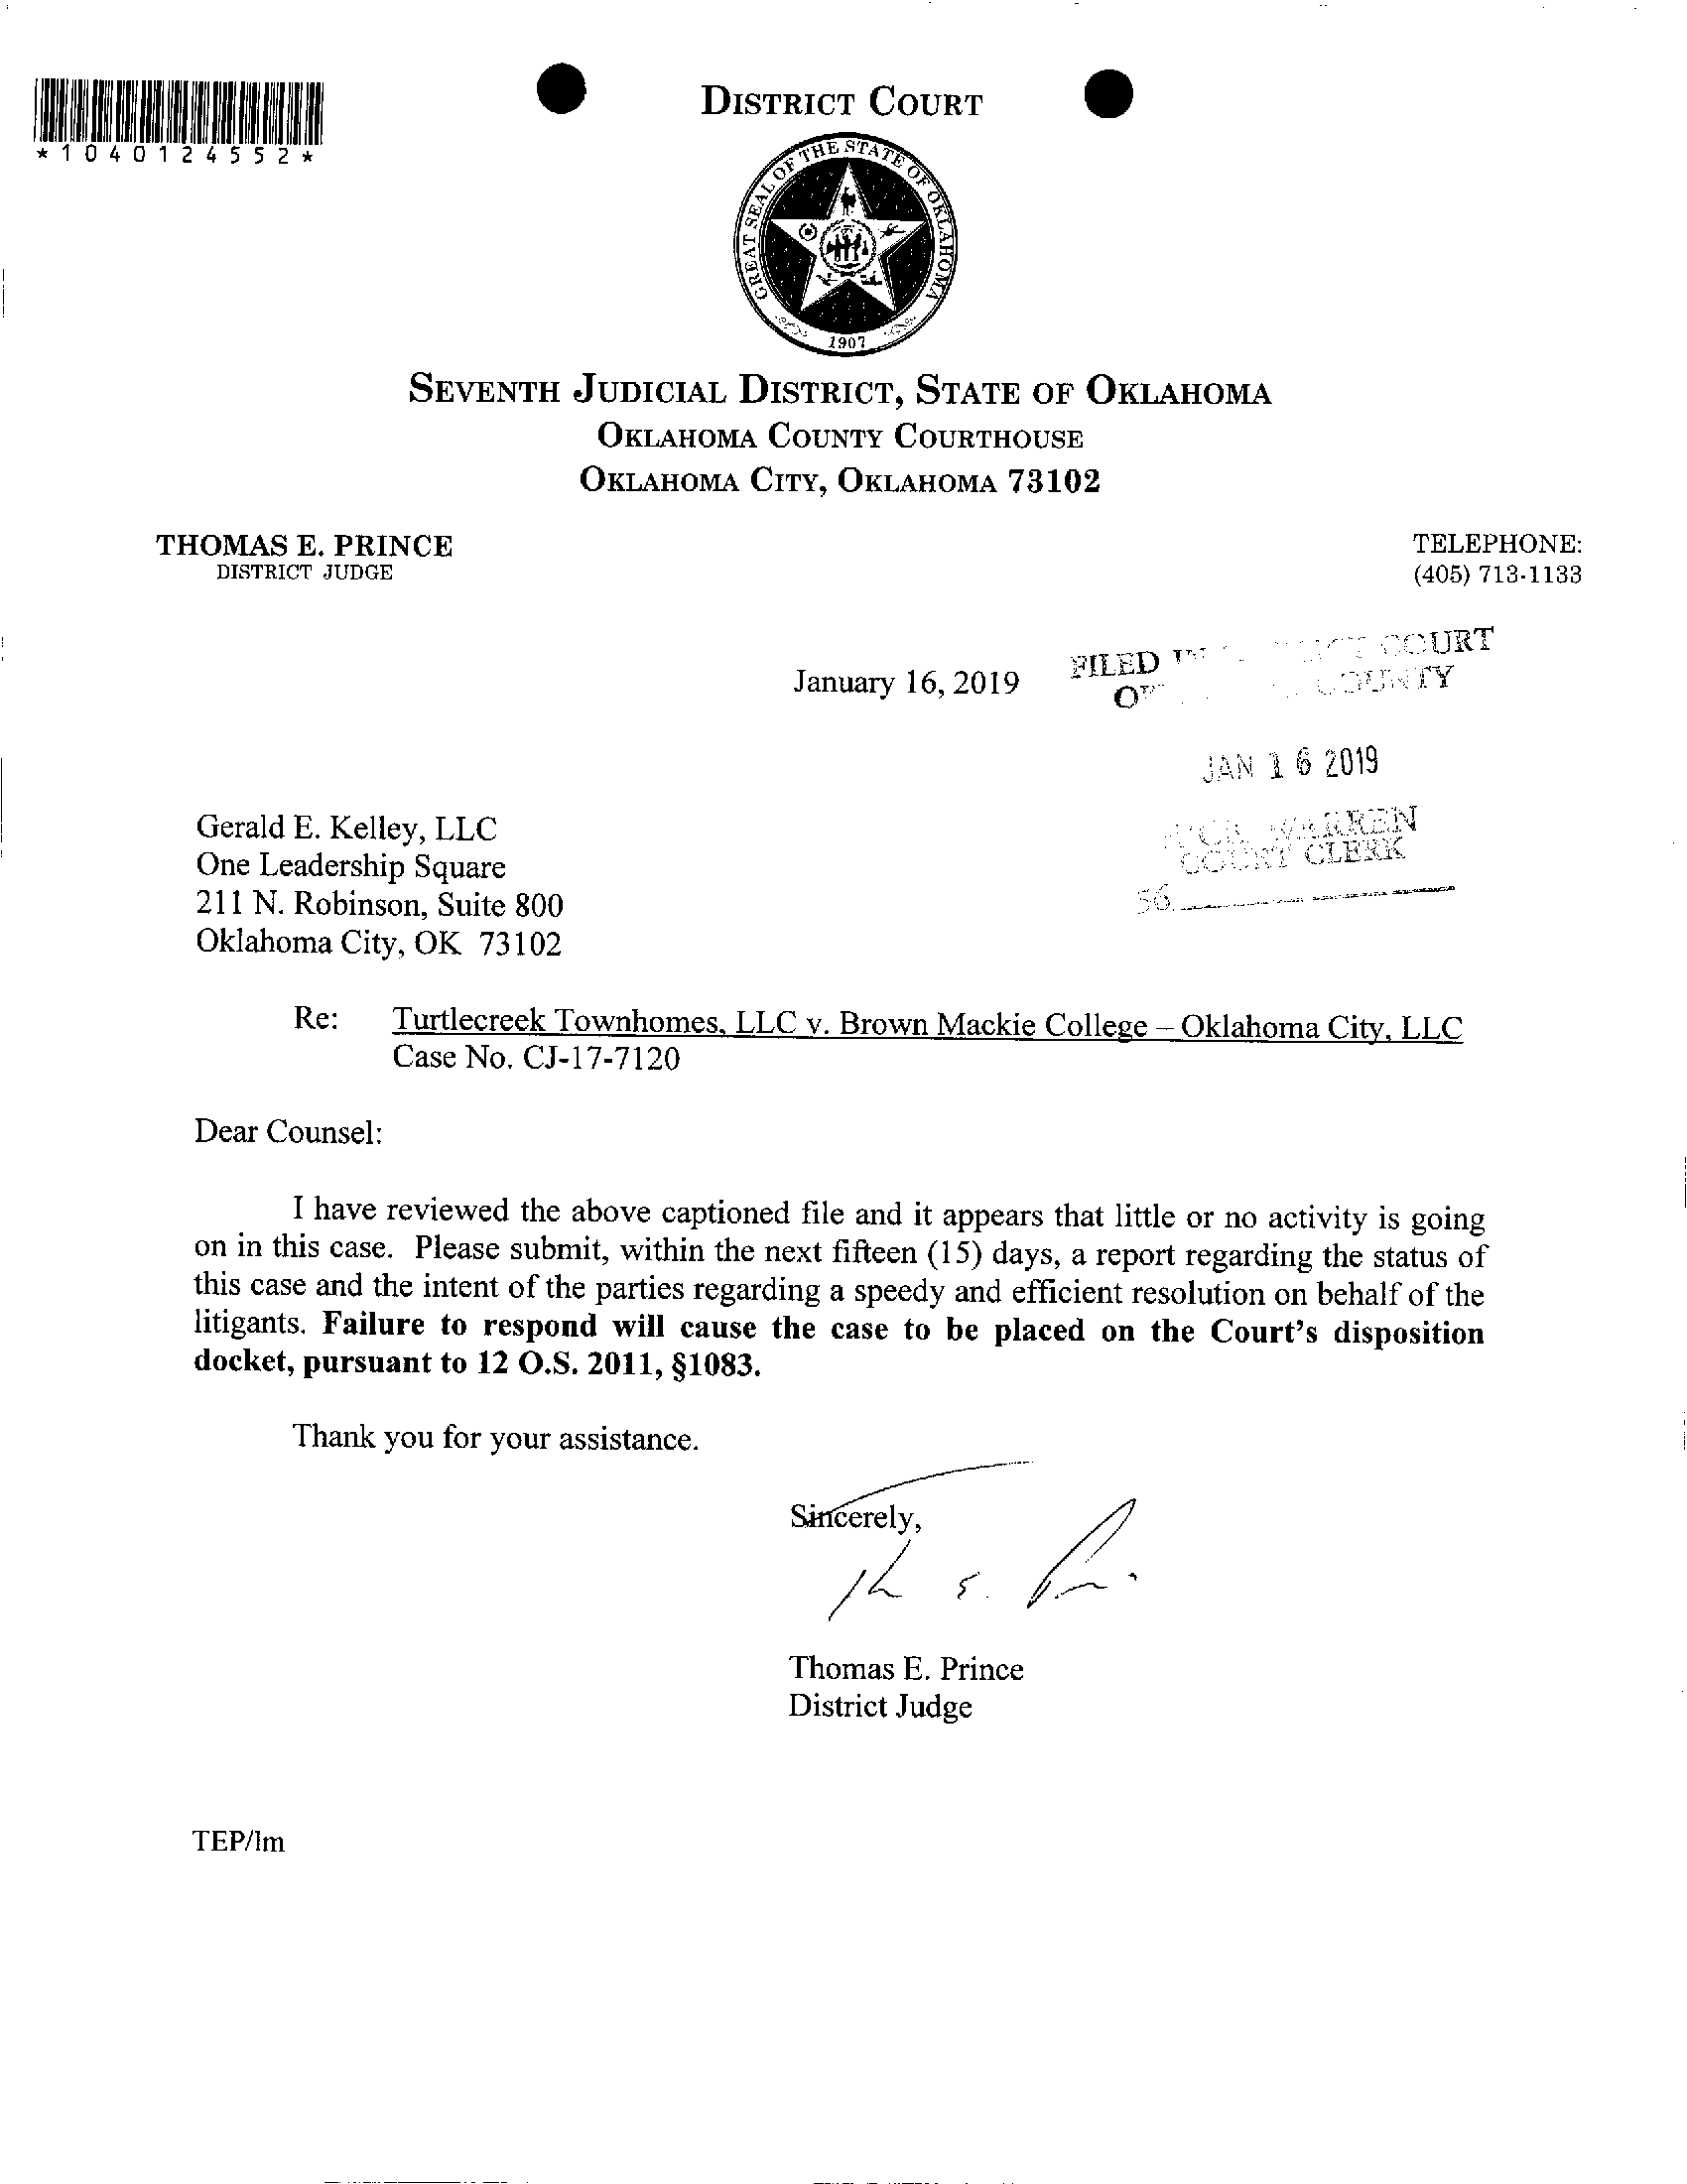 *1040124552*
DISTRICT COURT
GREAT SEAL OF THE STATE OF OKLAHOMA
1907
SEVENTH JUDICIAL DISTRICT, STATE OF OKLAHOMA
OKLAHOMA COUNTY COURTHOUSE
OKLAHOMA CITY, OKLAHOMA 73102
THOMAS E. PRINCE
DISTRICT JUDGE
TELEPHONE:
(405) 713-1133
January 16, 2019
FILED COURT
COUNTY
JAN 16 2019
WARREN
COURT CLERK
56
Gerald E. Kelley, LLC
One Leadership Square
211 N. Robinson, Suite 800
Oklahoma City, OK 73102
Re: Turtlecreek Townhomes, LLC v. Brown Mackie College – Oklahoma City, LLC
Case No. CJ-17-7120
Dear Counsel:
I have reviewed the above captioned file and it appears that little or no activity is going
on in this case. Please submit, within the next fifteen (15) days, a report regarding the status of
this case and the intent of the parties regarding a speedy and efficient resolution on behalf of the
litigants. Failure to respond will cause the case to be placed on the Court's disposition
docket, pursuant to 12 O.S. 2011, §1083.
Thank you for your assistance.
Sincerely,
Thomas E. Prince
District Judge
TEP/lm